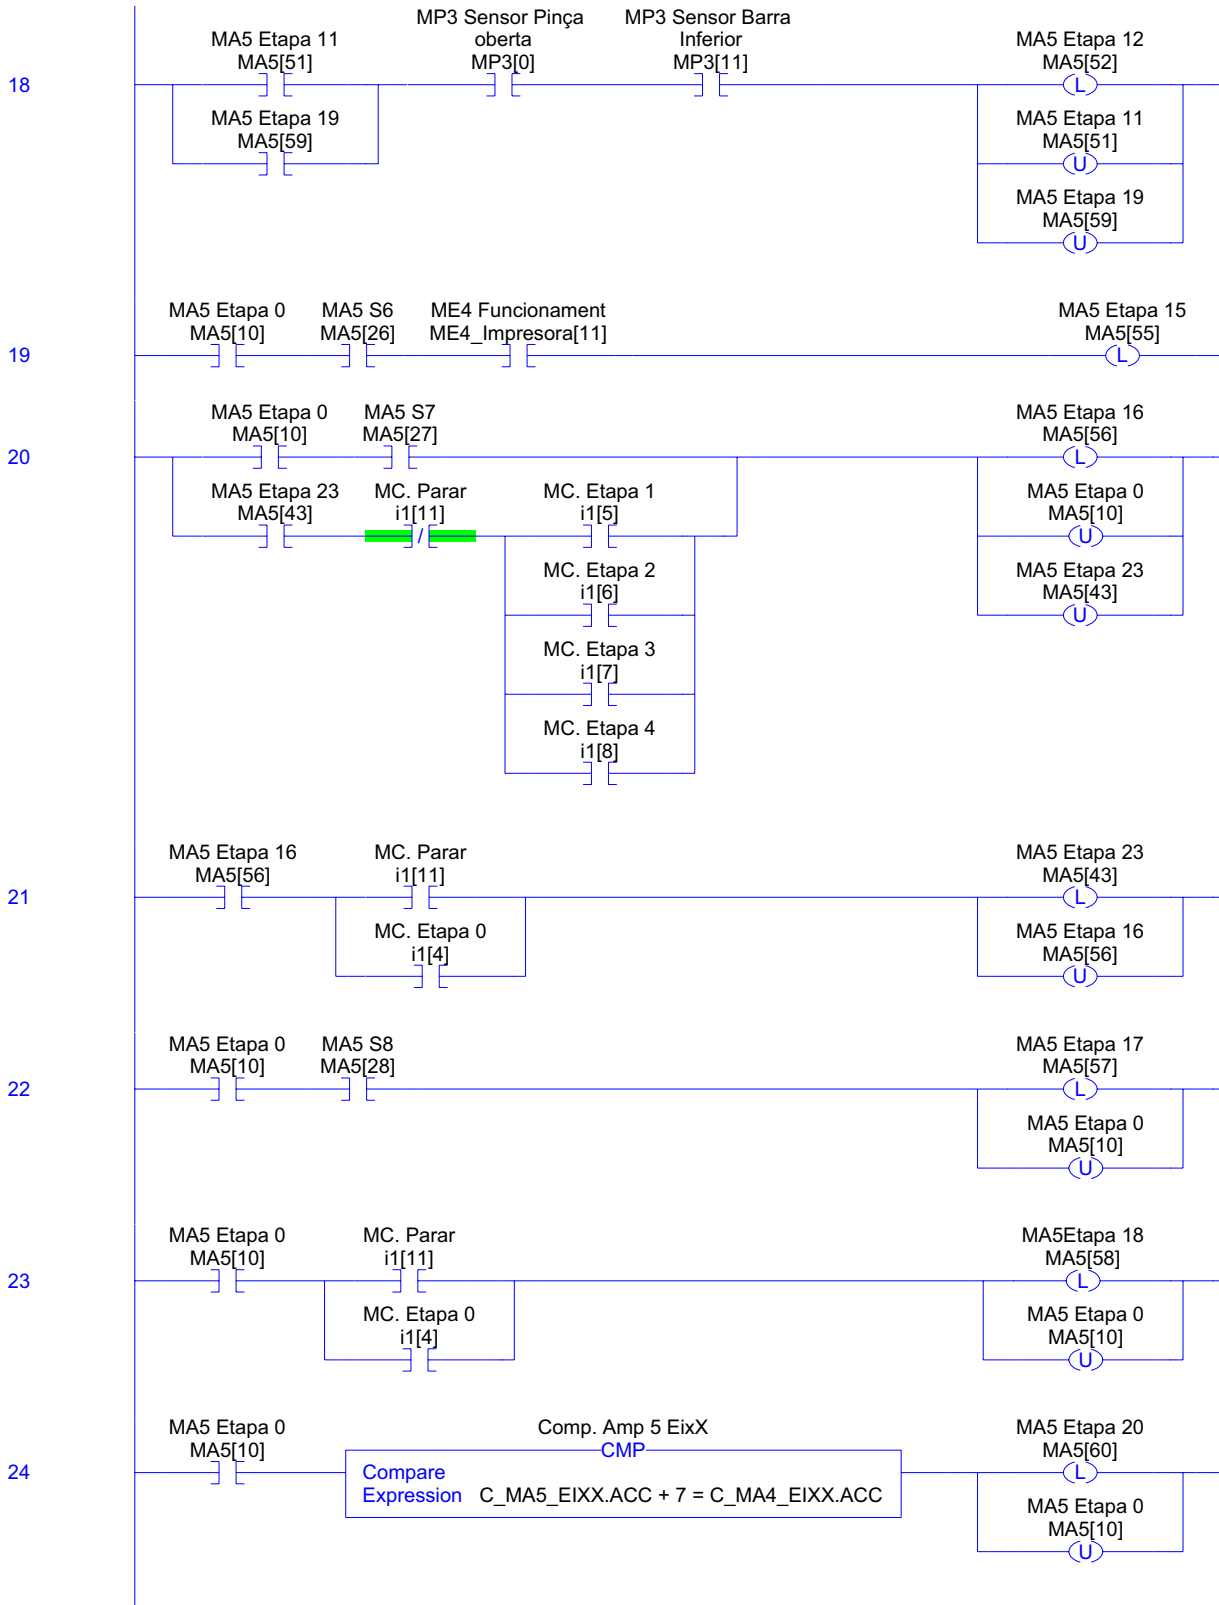 MP3 Sensor Pinça MP3 Sensor Barra
MA5 Etapa 11 oberta Inferior MA5 Etapa 12
MA5[51] MP3[0] MP3[11] MA5[52]
18 L
MA5 Etapa 19 MA5 Etapa 11
MA5[59] MA5[51]
U
MA5 Etapa 19
MA5[59]
U
MA5 Etapa 0 MA5 S6 ME4 Funcionament MA5 Etapa 15
MA5[10] MA5[26] ME4_Impresora[11] MA5[55]
19 L
MA5 Etapa 0 MA5 S7 MA5 Etapa 16
MA5[10] MA5[27] MA5[56]
20 L
MA5 Etapa 23 MC. Parar MC. Etapa 1 MA5 Etapa 0
MA5[43] i1[11] i1[5] MA5[10]
/ U
MC. Etapa 2 MA5 Etapa 23
i1[6] MA5[43]
U
MC. Etapa 3
i1[7]
MC. Etapa 4
i1[8]
MA5 Etapa 16 MC. Parar MA5 Etapa 23
MA5[56] i1[11] MA5[43]
21 L
MC. Etapa 0 MA5 Etapa 16
i1[4] MA5[56]
U
MA5 Etapa 0 MA5 S8 MA5 Etapa 17
MA5[10] MA5[28] MA5[57]
22 L
MA5 Etapa 0
MA5[10]
U
MA5 Etapa 0 MC. Parar MA5Etapa 18
MA5[10] i1[11] MA5[58]
23 L
MC. Etapa 0 MA5 Etapa 0
i1[4] MA5[10]
U
MA5 Etapa 0 Comp. Amp 5 EixX MA5 Etapa 20
MA5[10] CMP MA5[60]
24 Compare L
Expression C_MA5_EIXX.ACC + 7 = C_MA4_EIXX.ACC
MA5 Etapa 0
MA5[10]
U